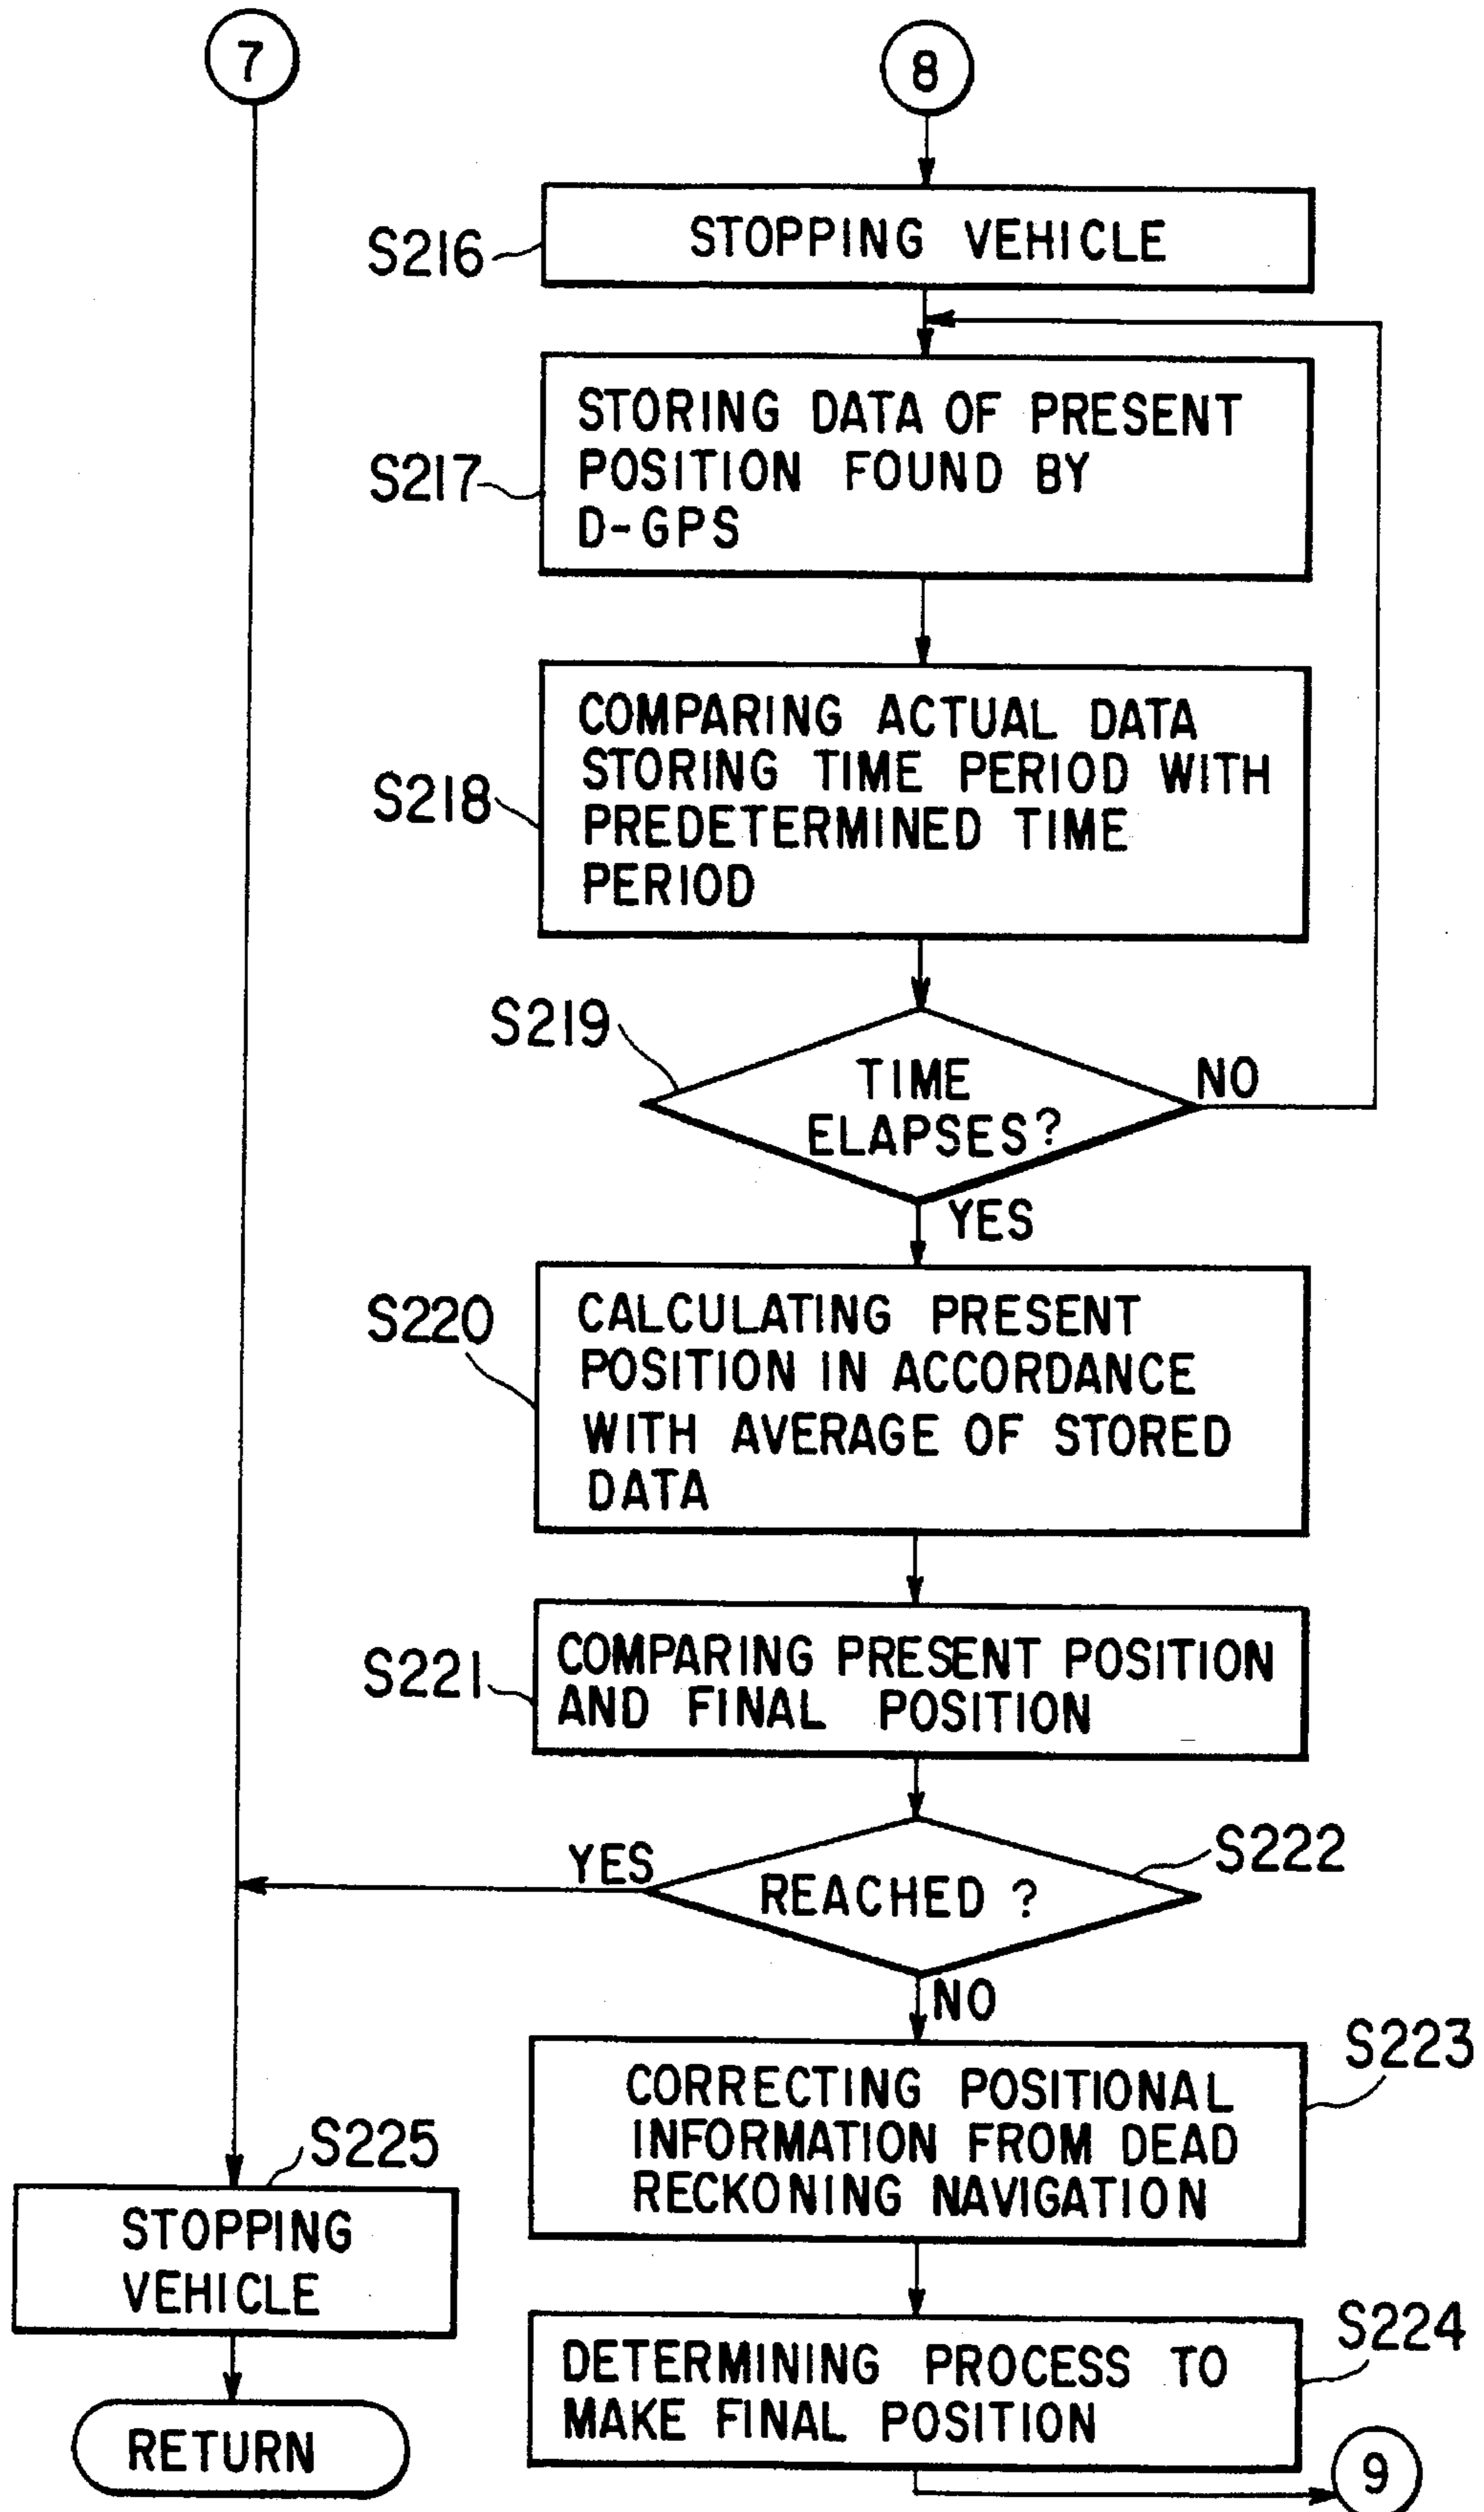 7
8
S216
STOPPING VEHICLE
S217
STORING DATA OF PRESENT
POSITION FOUND BY
D-GPS
S218
COMPARING ACTUAL DATA
STORING TIME PERIOD WITH
PREDETERMINED TIME
PERIOD
S219
TIME
ELAPSES?
NO
YES
S220
CALCULATING PRESENT
POSITION IN ACCORDANCE
WITH AVERAGE OF STORED
DATA
S221
COMPARING PRESENT POSITION
AND FINAL POSITION
S222
REACHED ?
YES
NO
S223
CORRECTING POSITIONAL
INFORMATION FROM DEAD
RECKONING NAVIGATION
S225
STOPPING
VEHICLE
S224
DETERMINING PROCESS TO
MAKE FINAL POSITION
RETURN
9